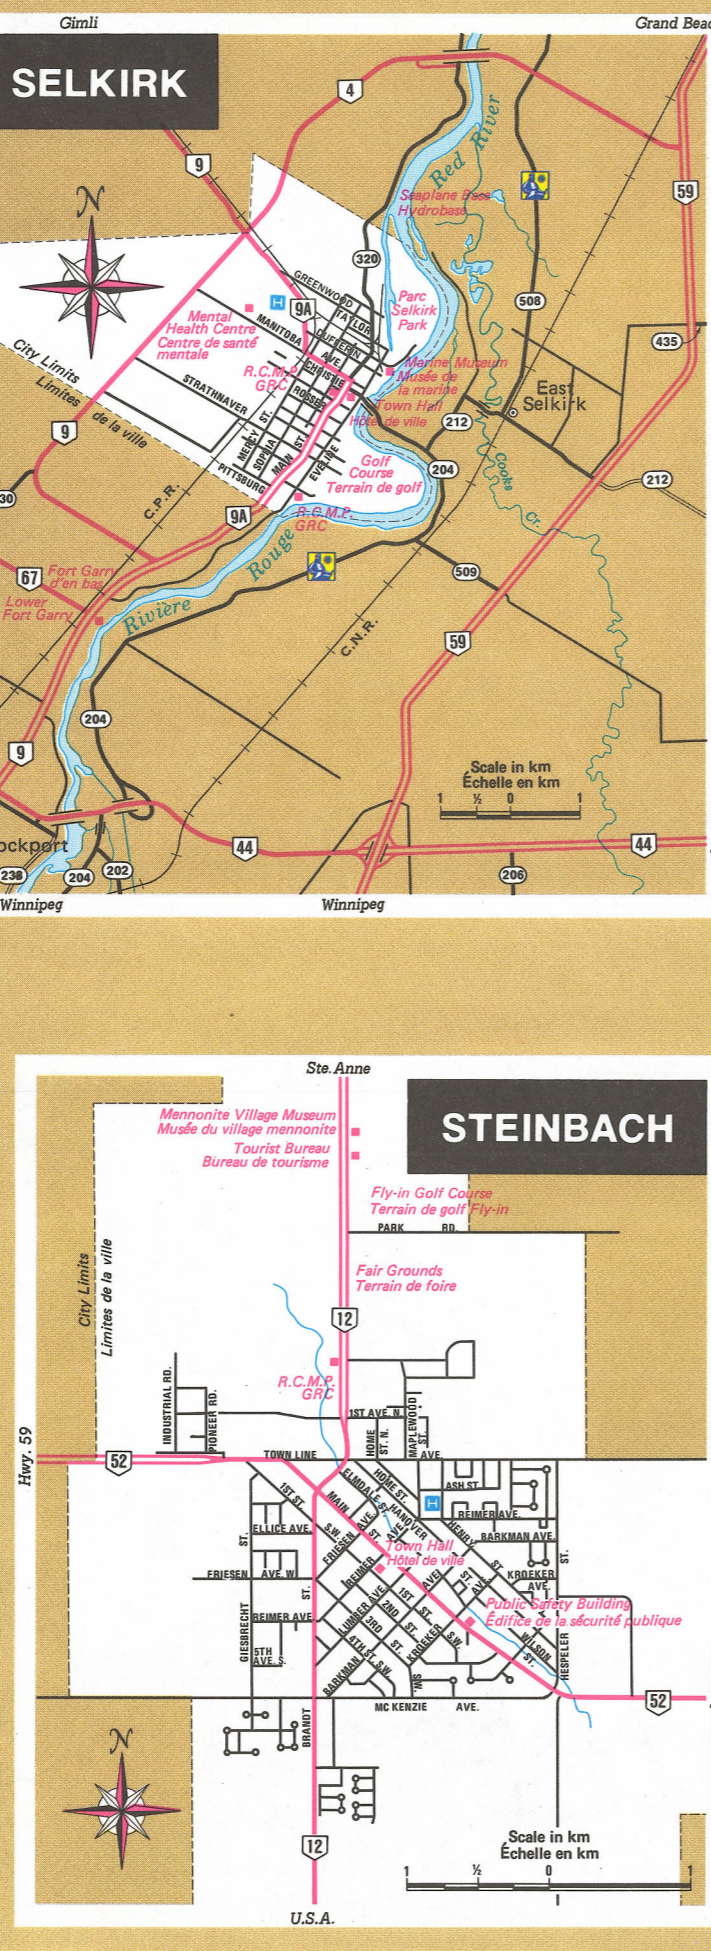 Gimli
Grand Beac
SELKIRK
4
9
Red River
59
N
Seaplane Base
Hydrobase
320
GREENWOOD
H
9A
TAYLOR
Parc
Selkirk
Park
508
Mental
Health Centre
Centre de santé
mentale
MANITOBA
AVE.
DUFFERIN
435
City Limits
Limites de la ville
R.C.M.P.
GRC
CHRISTIE
Marine Museum
Musée de
la marine
STRATHNAVER
ROSSER
East
Selkirk
Town Hall
Hôtel de ville
212
9
MERCY ST.
SOPHIA
MAIN ST.
EVELINE
PITTSBURG
Golf
Course
Terrain de golf
204
Cooks
Cr.
212
30
C.P.R.
9A
R.C.M.P.
GRC
Rivière Rouge
67
Fort Garry
d'en bas
Lower
Fort Garry
509
C.N.R.
59
204
9
Scale in km
Échelle en km
1 ½ 0 1
ockport
44
44
238
204
202
206
Winnipeg
Winnipeg
Ste. Anne
Mennonite Village Museum
Musée du village mennonite
Tourist Bureau
Bureau de tourisme
STEINBACH
Fly-in Golf Course
Terrain de golf Fly-in
PARK RD.
City Limits
Limites de la ville
Fair Grounds
Terrain de foire
12
R.C.M.P.
GRC
INDUSTRIAL RD.
PIONEER RD.
1ST AVE. N.
HOME ST. N.
MAPLEWOOD ST.
Hwy. 59
52
TOWN LINE AVE.
1ST ST. S.W.
ELMDALE ST.
HOME ST.
ASH ST.
H
MAIN ST.
HANOVER
REIMER AVE.
ELLICE AVE.
FRIESEN AVE.
HENRY ST.
BARKMAN AVE.
Town Hall
Hôtel de ville
FRIESEN AVE. W.
REIMER AVE.
KROEKER AVE.
LUMBER AVE.
1ST ST.
2ND ST.
3RD ST.
4TH ST. S.W.
Public Safety Building
Édifice de la sécurité publique
REIMER AVE.
GIESBRECHT ST.
5TH
AVE. S.
KROEKER
S.W.
WILSON ST.
HESPELER ST.
BARKMAN
S.W.
MC KENZIE AVE.
52
BRANDT ST.
N
12
Scale in km
Échelle en km
1 ½ 0 1
U.S.A.